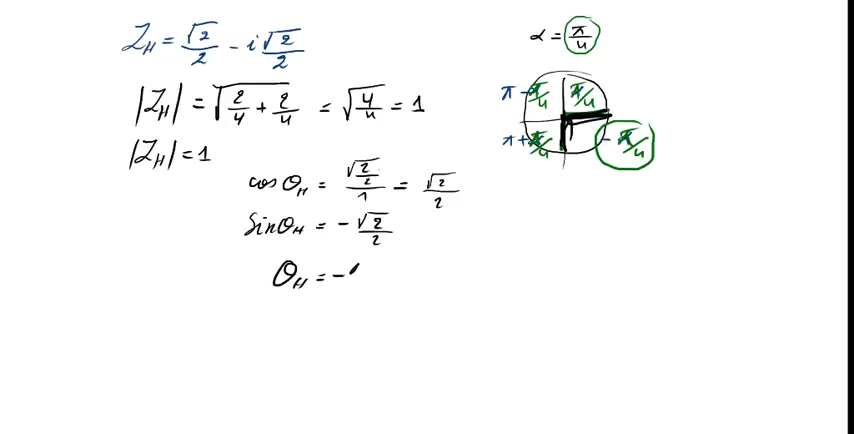 Z_H = √2/2 - i √2/2
α = π/4
|Z_H| = √(2/4 + 2/4) = √(4/4) = 1
π - π/4 π/4
|Z_H| = 1
π + π/4 - π/4
cos θ_H = (√2/2)/1 = √2/2
Sin θ_H = - √2/2
θ_H = -